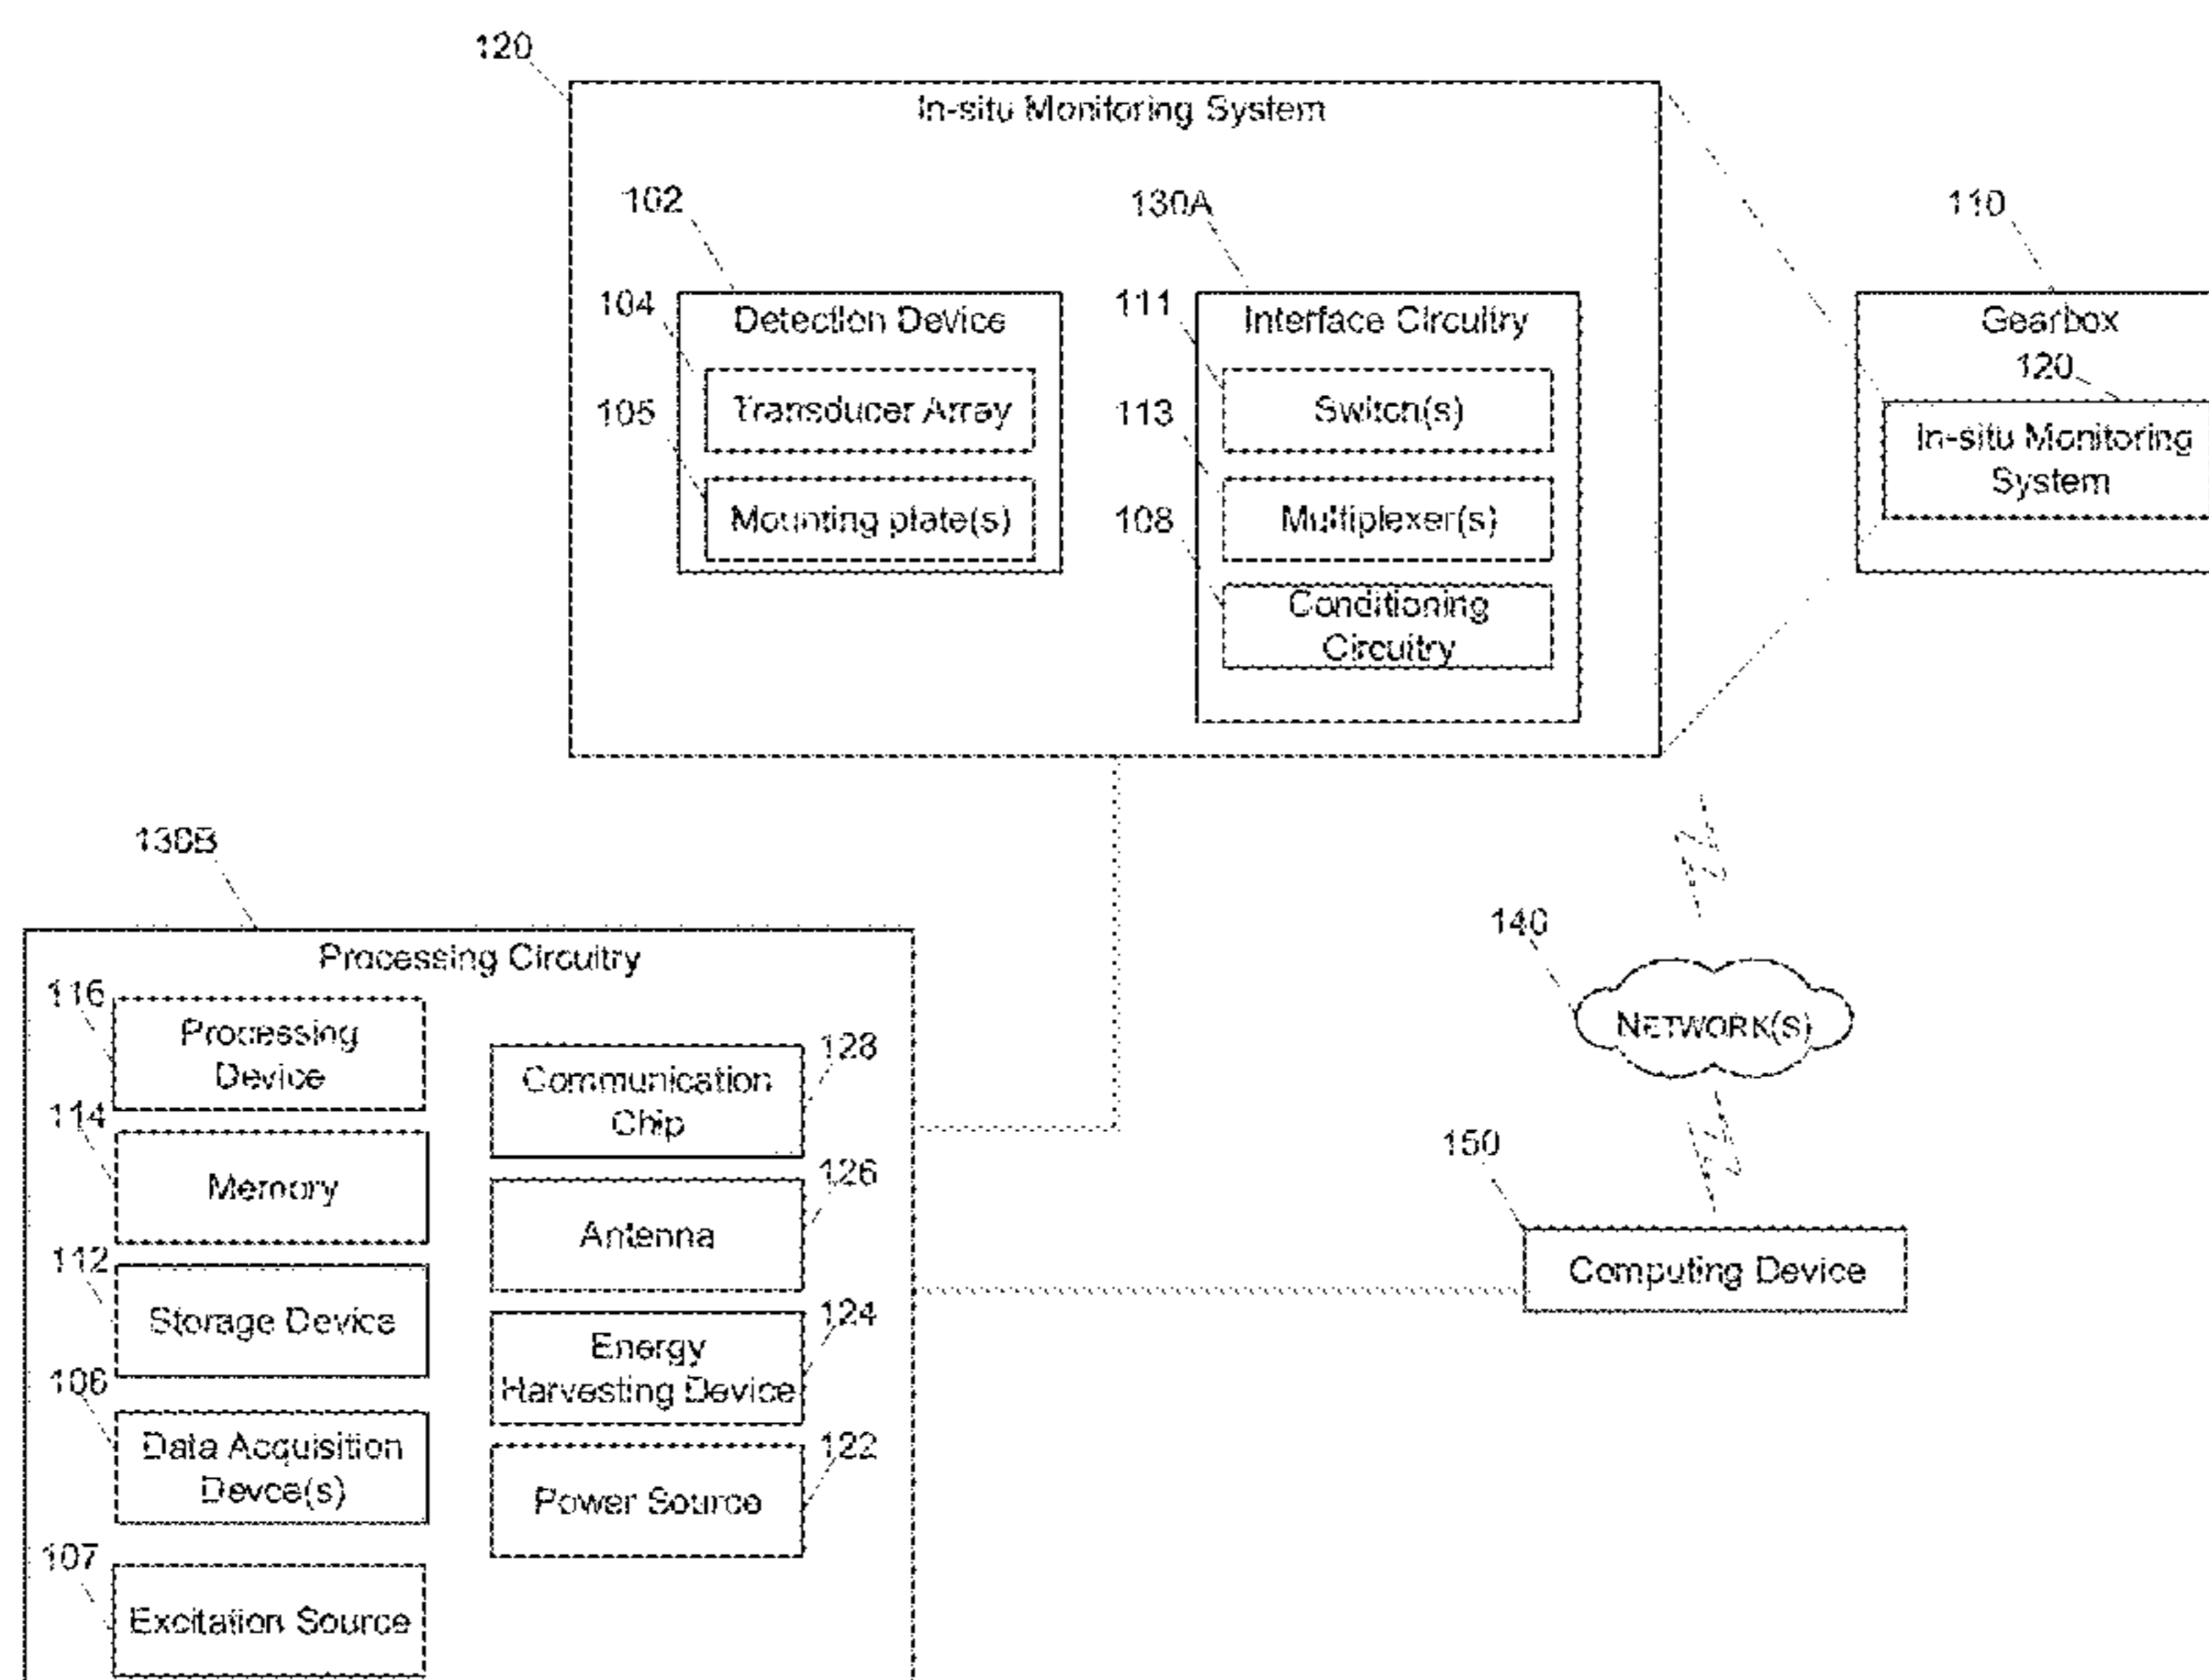 120
In-situ Monitoring System
102
130A
110
104
Detection Device
111
Interface Circuitry
Gearbox
120
Transducer Array
Switch(s)
105
113
In-situ Monitoring
System
Mounting plate(s)
108
Multiplexer(s)
Conditioning
Circuitry
130B
140
Processing Circuitry
116
Processing
Device
128
Communication
Chip
NETWORK(S)
114
Memory
126
Antenna
150
112
Storage Device
Computing Device
124
Energy
Harvesting Device
106
Data Acquisition
Devce(s)
122
Power Source
107
Excitation Source